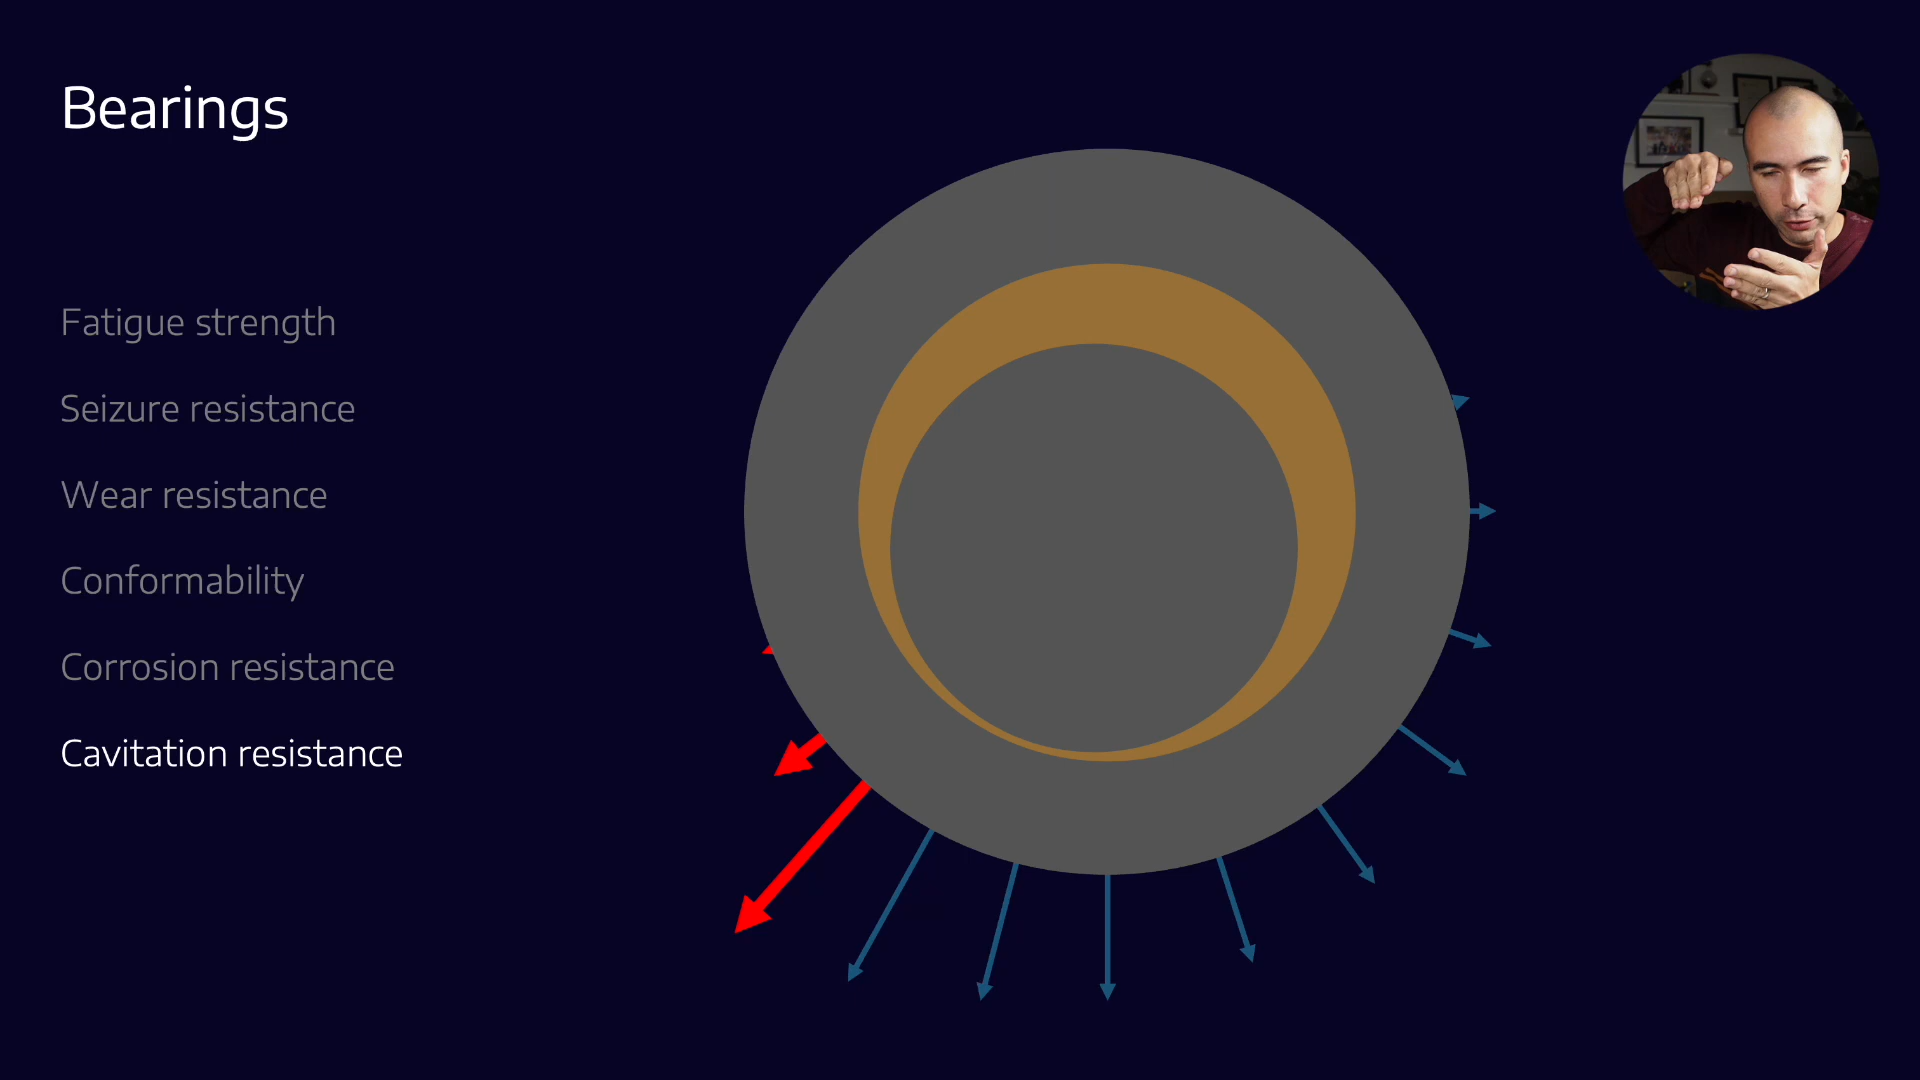 Bearings
Fatigue strength
Seizure resistance
Wear resistance
Conformability
Corrosion resistance
Cavitation resistance